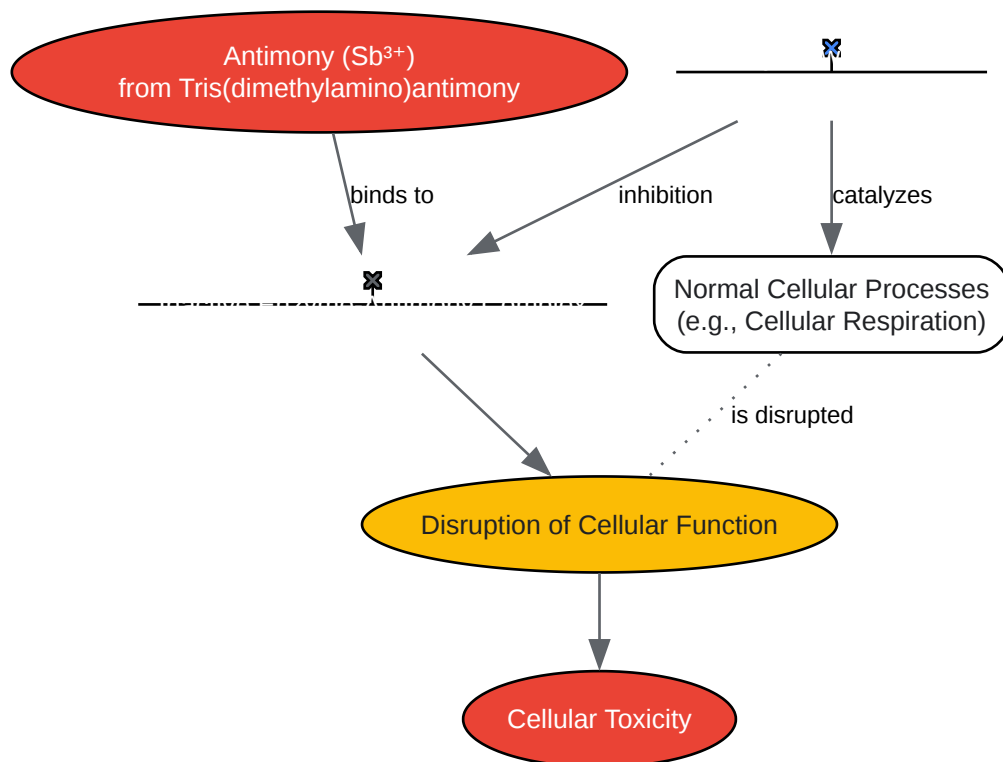 Antimony (Sb³⁺)
from Tris(dimethylamino)antimony
binds to
inhibition
catalyzes
Normal Cellular Processes
(e.g., Cellular Respiration)
is disrupted
Disruption of Cellular Function
Cellular Toxicity